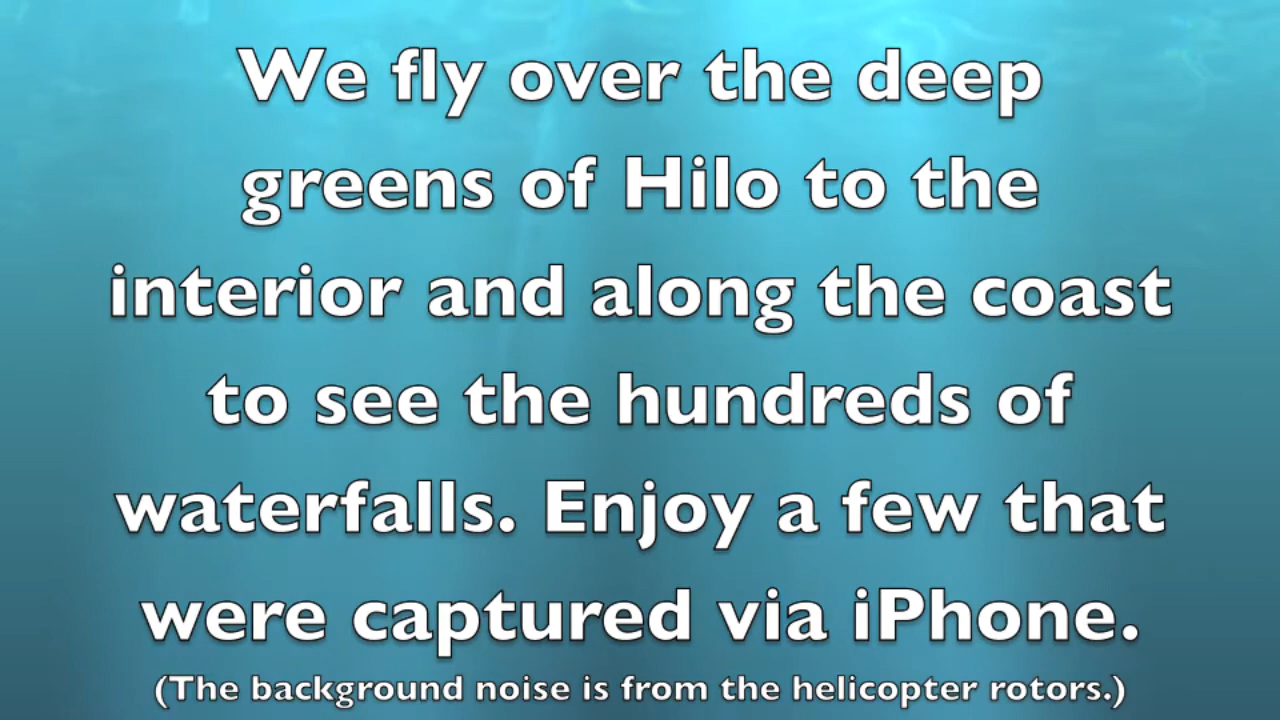 We fly over the deep
greens of Hilo to the
interior and along the coast
to see the hundreds of
waterfalls. Enjoy a few that
were captured via iPhone.
(The background noise is from the helicopter rotors.)